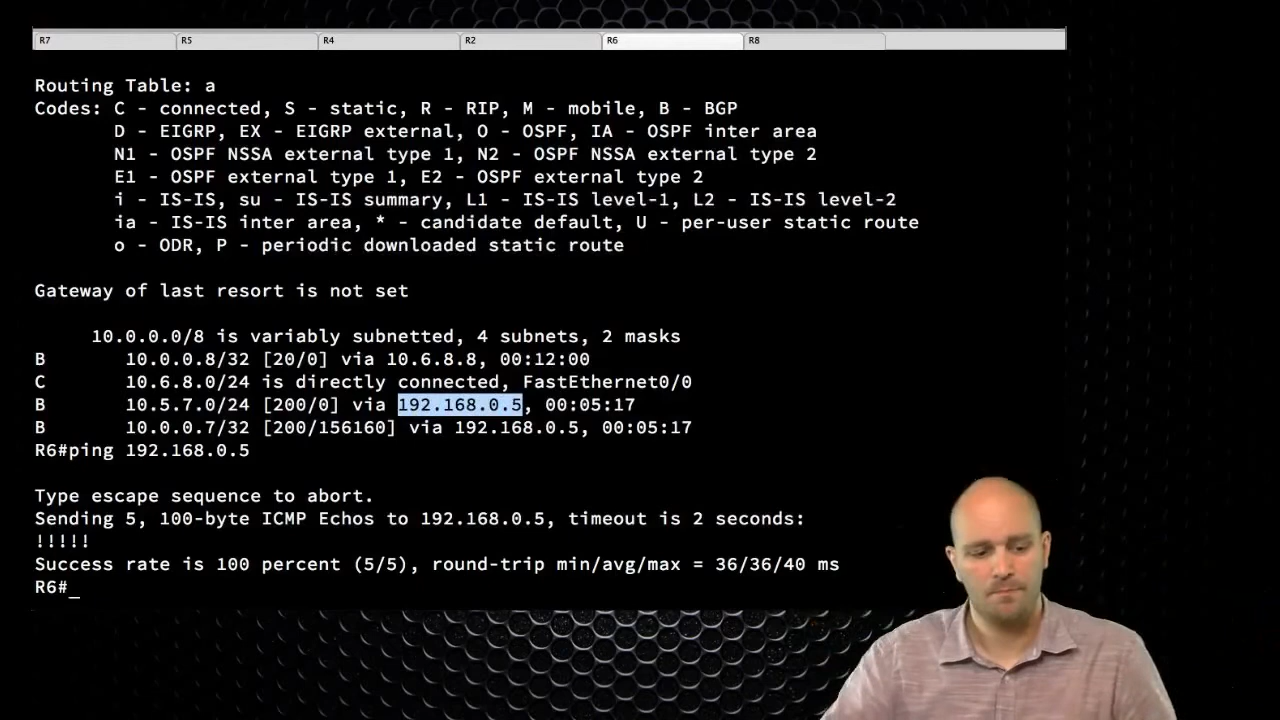 R7 R5 R4 R2 R6 R8
Routing Table: a
Codes: C - connected, S - static, R - RIP, M - mobile, B - BGP
D - EIGRP, EX - EIGRP external, O - OSPF, IA - OSPF inter area
N1 - OSPF NSSA external type 1, N2 - OSPF NSSA external type 2
E1 - OSPF external type 1, E2 - OSPF external type 2
i - IS-IS, su - IS-IS summary, L1 - IS-IS level-1, L2 - IS-IS level-2
ia - IS-IS inter area, * - candidate default, U - per-user static route
o - ODR, P - periodic downloaded static route
Gateway of last resort is not set
10.0.0.0/8 is variably subnetted, 4 subnets, 2 masks
B 10.0.0.8/32 [20/0] via 10.6.8.8, 00:12:00
C 10.6.8.0/24 is directly connected, FastEthernet0/0
B 10.5.7.0/24 [200/0] via 192.168.0.5, 00:05:17
B 10.0.0.7/32 [200/156160] via 192.168.0.5, 00:05:17
R6#ping 192.168.0.5
Type escape sequence to abort.
Sending 5, 100-byte ICMP Echos to 192.168.0.5, timeout is 2 seconds:
!!!!!
Success rate is 100 percent (5/5), round-trip min/avg/max = 36/36/40 ms
R6#_